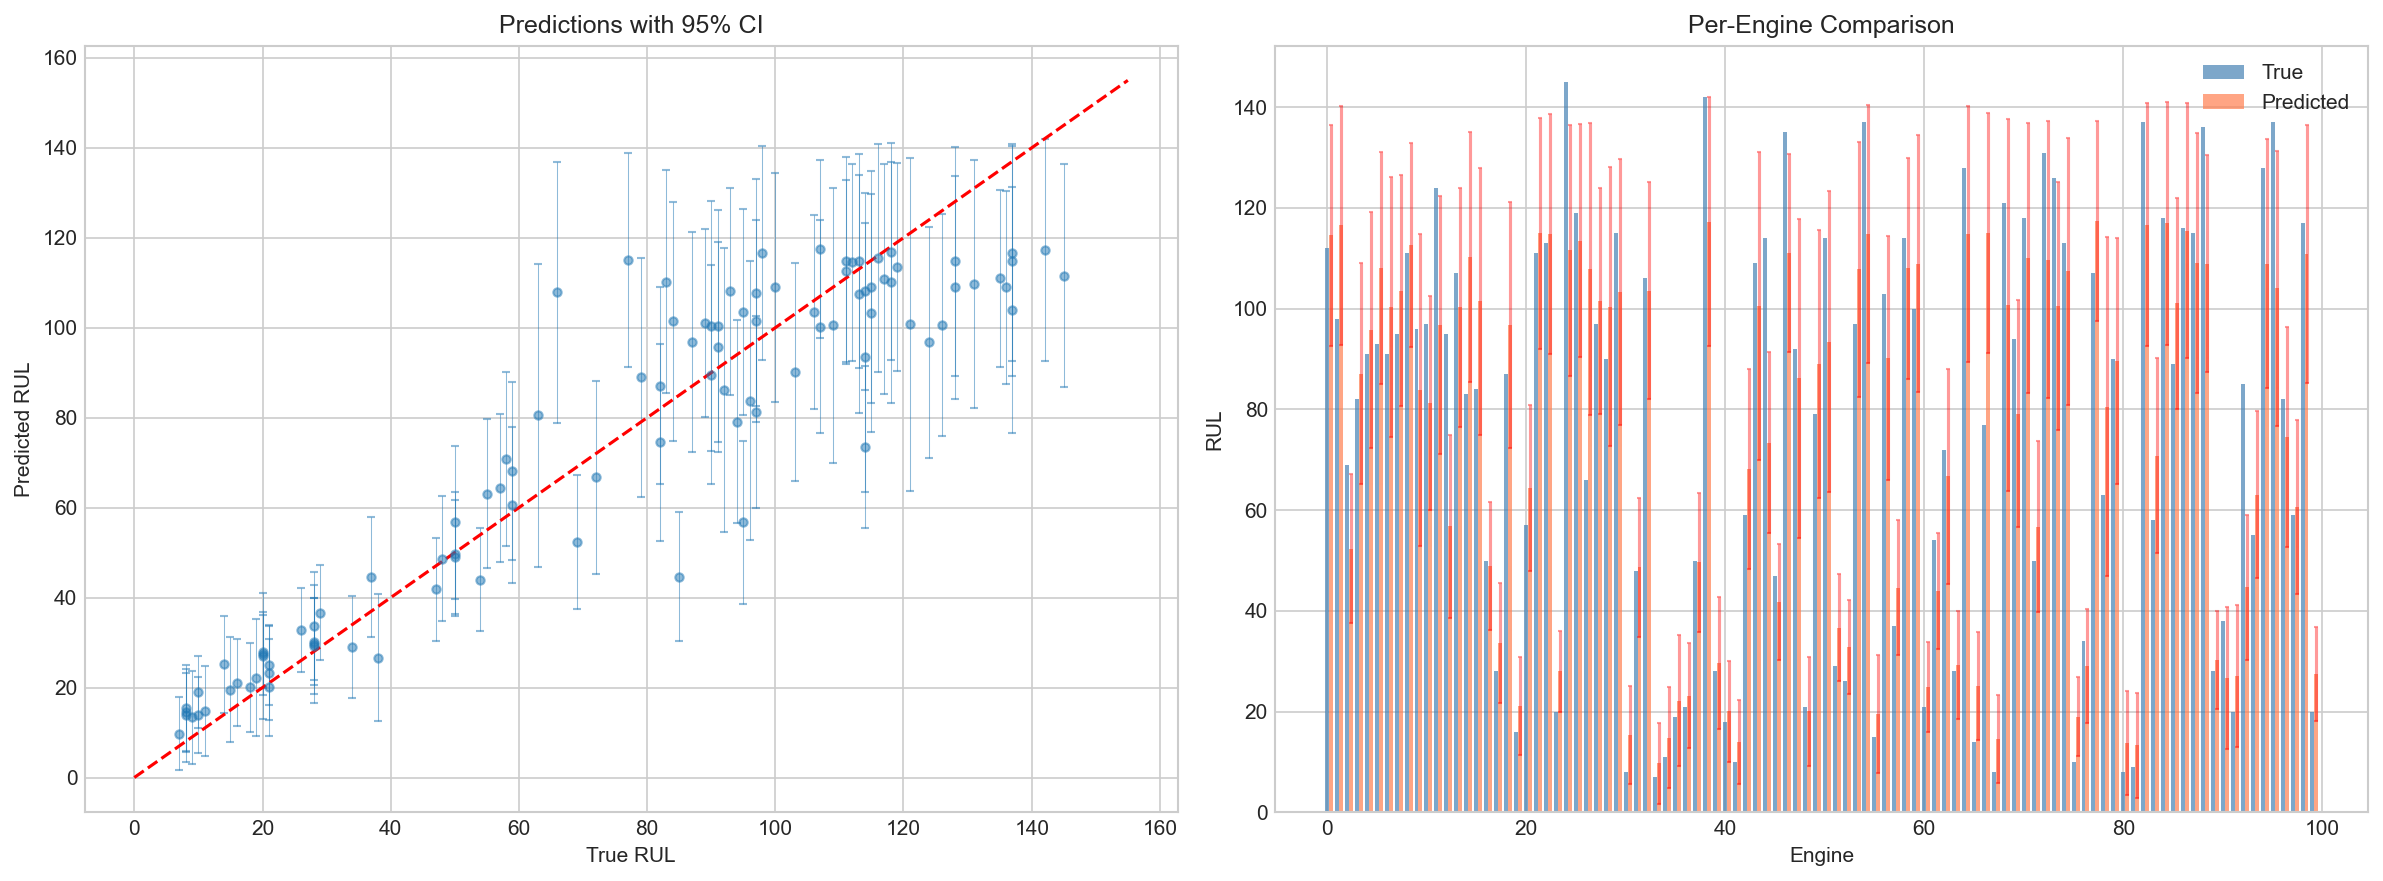 Predictions with 95% CI
160
140
120
100
80
60
40
20
0
Predicted RUL
0 20 40 60 80 100 120 140 160
True RUL
Per-Engine Comparison
True
Predicted
140
120
100
80
60
40
20
0
RUL
0 20 40 60 80 100
Engine